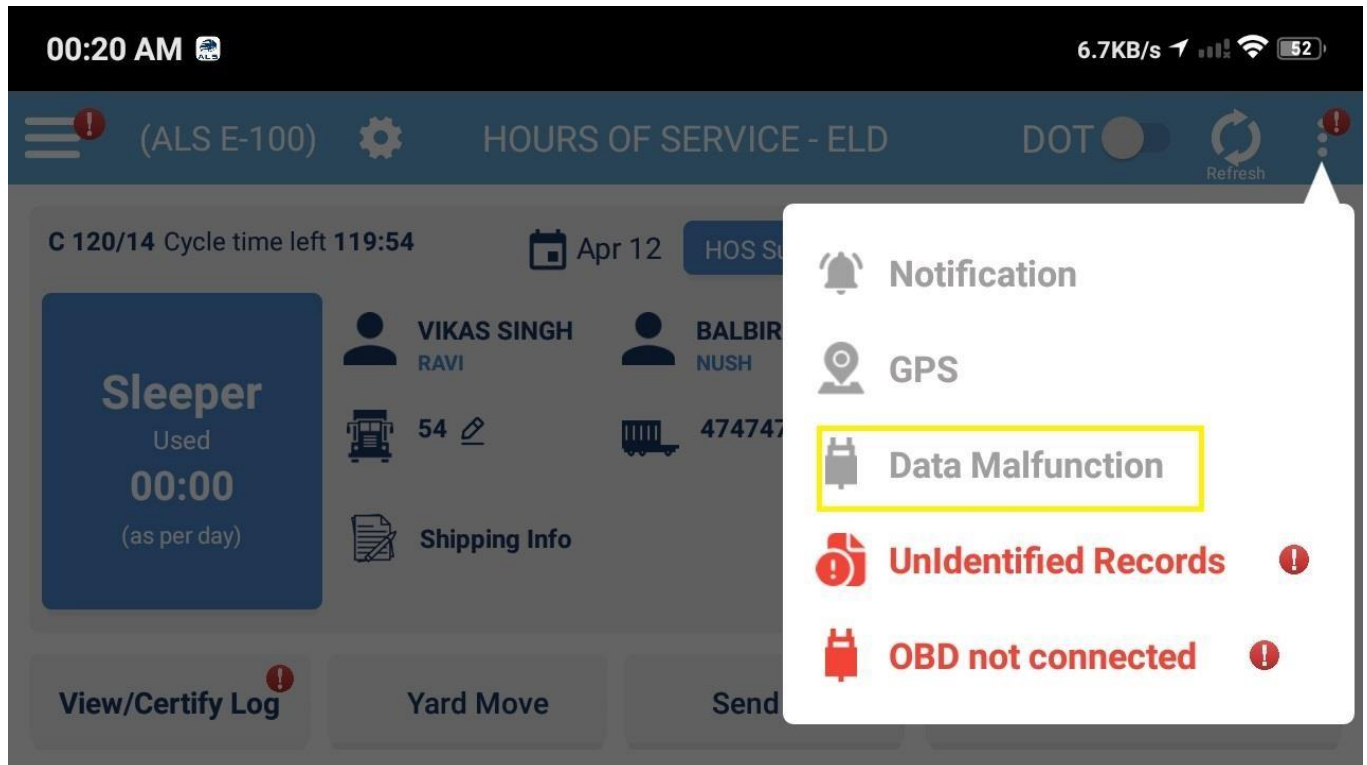 00:20 AM ALS 6.7KB/s 52
(ALS E-100) HOURS OF SERVICE - ELD DOT Refresh
C 120/14 Cycle time left 119:54 Apr 12 HOS
Sleeper
Used
00:00
(as per day)
VIKAS SINGH
RAVI
BALBIR
NUSH
54
474747
Shipping Info
View/Certify Log
Yard Move
Send
Notification
GPS
Data Malfunction
UnIdentified Records
OBD not connected